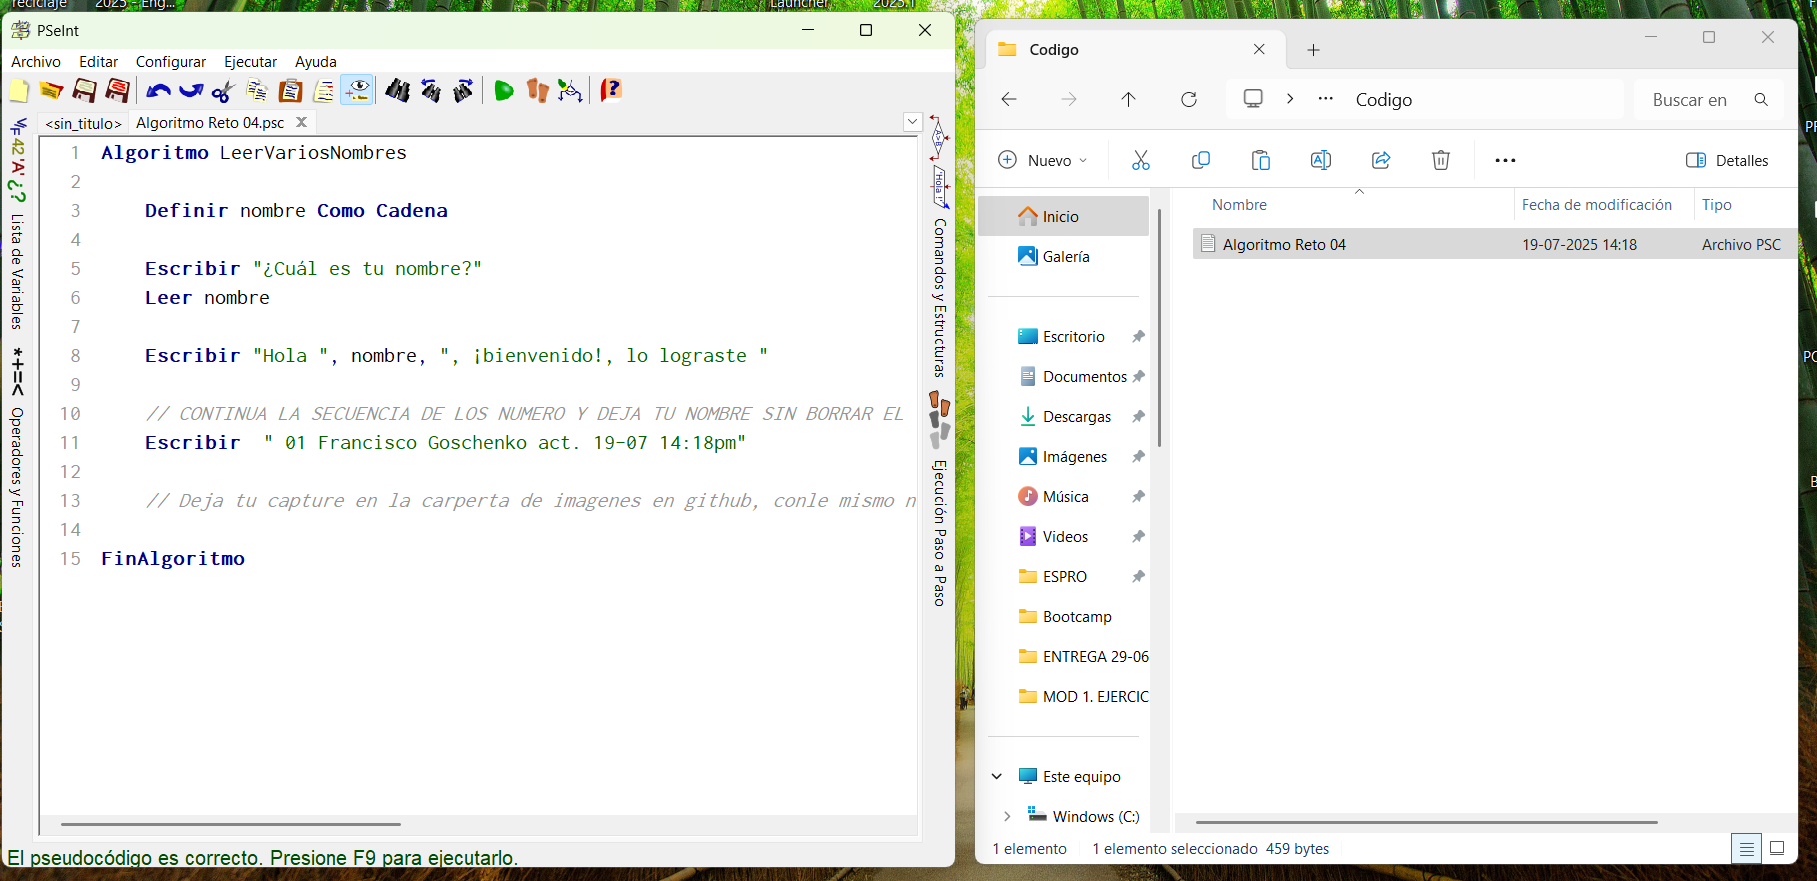 reciclaje 2025 - Eng...
Launcher 2025.1
PSeInt
Archivo Editar Configurar Ejecutar Ayuda
<sin_titulo> Algoritmo Reto 04.psc
1 Algoritmo LeerVariosNombres
2
3 Definir nombre Como Cadena
4
5 Escribir "¿Cuál es tu nombre?"
6 Leer nombre
7
8 Escribir "Hola ", nombre, ", ¡bienvenido!, lo lograste "
9
10 // CONTINUA LA SECUENCIA DE LOS NUMERO Y DEJA TU NOMBRE SIN BORRAR EL
11 Escribir " 01 Francisco Goschenko act. 19-07 14:18pm"
12
13 // Deja tu capture en la carperta de imagenes en github, conle mismo n
14
15 FinAlgoritmo
42 'A' ¿?
Lista de Variables
*+=<
Operadores y Funciones
A>B
'Hola !'
Comandos y Estructuras
Ejecución Paso a Paso
El pseudocódigo es correcto. Presione F9 para ejecutarlo.
Codigo
Codigo
Buscar en
Nuevo
Detalles
Nombre Fecha de modificación Tipo
Algoritmo Reto 04 19-07-2025 14:18 Archivo PSC
Inicio
Galería
Escritorio
Documentos
Descargas
Imágenes
Música
Videos
ESPRO
Bootcamp
ENTREGA 29-06
MOD 1. EJERCIC
Este equipo
Windows (C:)
1 elemento 1 elemento seleccionado 459 bytes